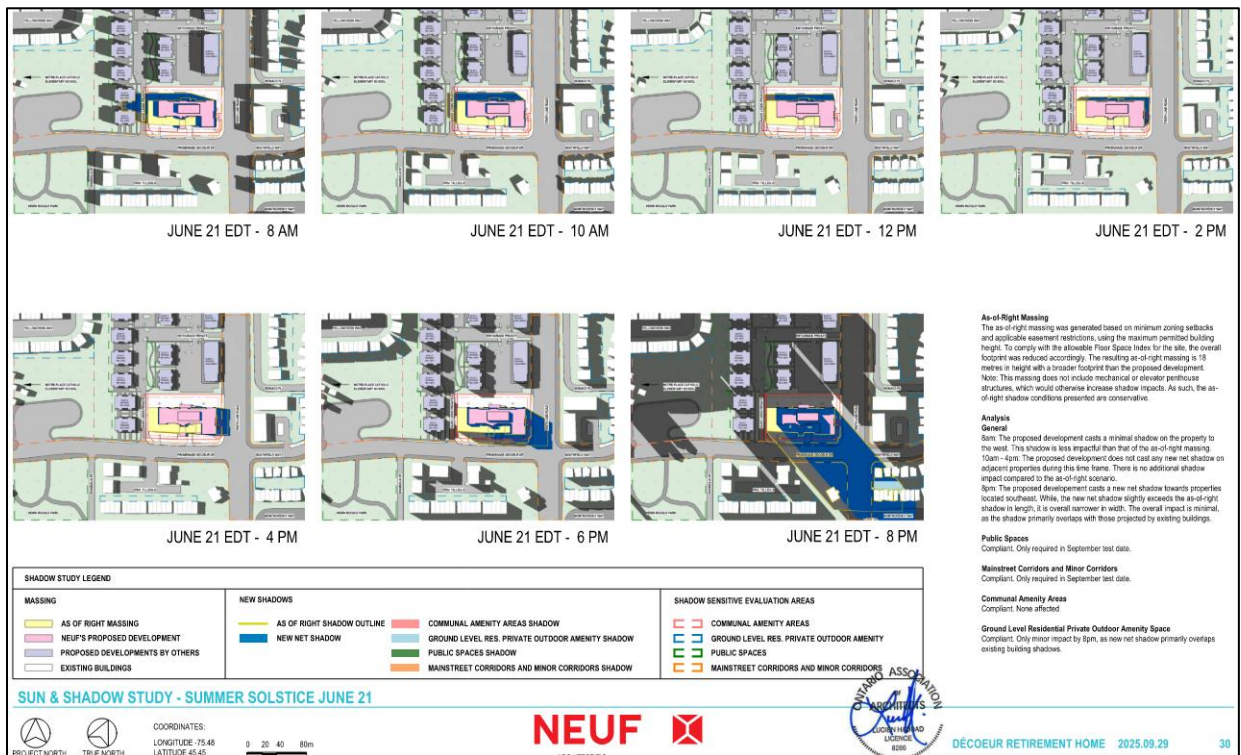 JUNE 21 EDT - 8 AM
JUNE 21 EDT - 10 AM
JUNE 21 EDT - 12 PM
JUNE 21 EDT - 2 PM
JUNE 21 EDT - 4 PM
JUNE 21 EDT - 6 PM
JUNE 21 EDT - 8 PM
As-of-Right Massing
The as-of-right massing was generated based on minimum zoning setbacks
and applicable easement restrictions, using the maximum permitted building
height. To comply with the allowable Floor Space Index for the site, the overall
footprint was reduced accordingly. The resulting as-of-right massing is 18
metres in height with a broader footprint than the proposed development.
Note: This massing does not include mechanical or elevator penthouse
structures, which would otherwise increase shadow impacts. As such, the as-
of-right shadow conditions presented are conservative.
Analysis
General
8am: The proposed development casts a minimal shadow on the property to
the west. This shadow is less impactful than that of the as-of-right massing.
10am - 4pm: The proposed development does not cast any new net shadow on
adjacent properties during this time frame. There is no additional shadow
impact compared to the as-of-right scenario.
8pm: The proposed developement casts a new net shadow towards properties
located southeast. While, the new net shadow slightly exceeds the as-of-right
shadow in length, it is overall narrower in width. The overall impact is minimal,
as the shadow primarily overlaps with those projected by existing buildings.
Public Spaces
Compliant. Only required in September test date.
Mainstreet Corridors and Minor Corridors
Compliant. Only required in September test date.
Communal Amenity Areas
Compliant. None affected
Ground Level Residential Private Outdoor Amenity Space
Compliant. Only minor impact by 8pm, as new net shadow primarily overlaps
existing building shadows.
SHADOW STUDY LEGEND
MASSING
AS OF RIGHT MASSING
NEUF'S PROPOSED DEVELOPMENT
PROPOSED DEVELOPMENTS BY OTHERS
EXISTING BUILDINGS
NEW SHADOWS
AS OF RIGHT SHADOW OUTLINE
NEW NET SHADOW
COMMUNAL AMENITY AREAS SHADOW
GROUND LEVEL RES. PRIVATE OUTDOOR AMENITY SHADOW
PUBLIC SPACES SHADOW
MAINSTREET CORRIDORS AND MINOR CORRIDORS SHADOW
SHADOW SENSITIVE EVALUATION AREAS
COMMUNAL AMENITY AREAS
GROUND LEVEL RES. PRIVATE OUTDOOR AMENITY
PUBLIC SPACES
MAINSTREET CORRIDORS AND MINOR CORRIDORS
SUN & SHADOW STUDY - SUMMER SOLSTICE JUNE 21
PROJECT NORTH
TRUE NORTH
COORDINATES:
LONGITUDE -75.48
LATITUDE 45.45
0 20 40 80m
NEUF
ONTARIO ASSOCIATION
OF
ARCHITECTS
LICENCE
8286
DÉCOEUR RETIREMENT HOME 2025.09.29 30